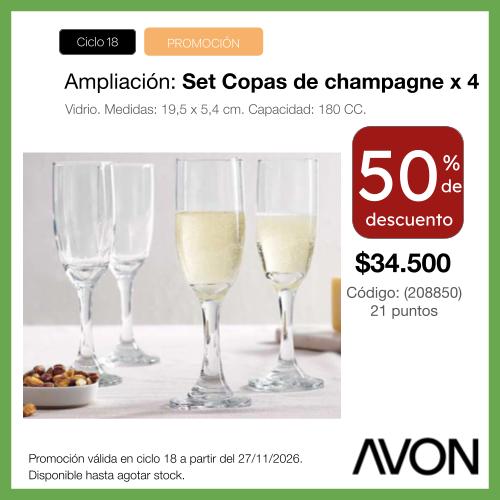 Ciclo 18
PROMOCIÓN
Ampliación: Set Copas de champagne x 4
Vidrio. Medidas: 19,5 x 5,4 cm. Capacidad: 180 CC.
50% de
descuento
$34.500
Código: (208850)
21 puntos
Promoción válida en ciclo 18 a partir del 27/11/2026.
Disponible hasta agotar stock.
AVON